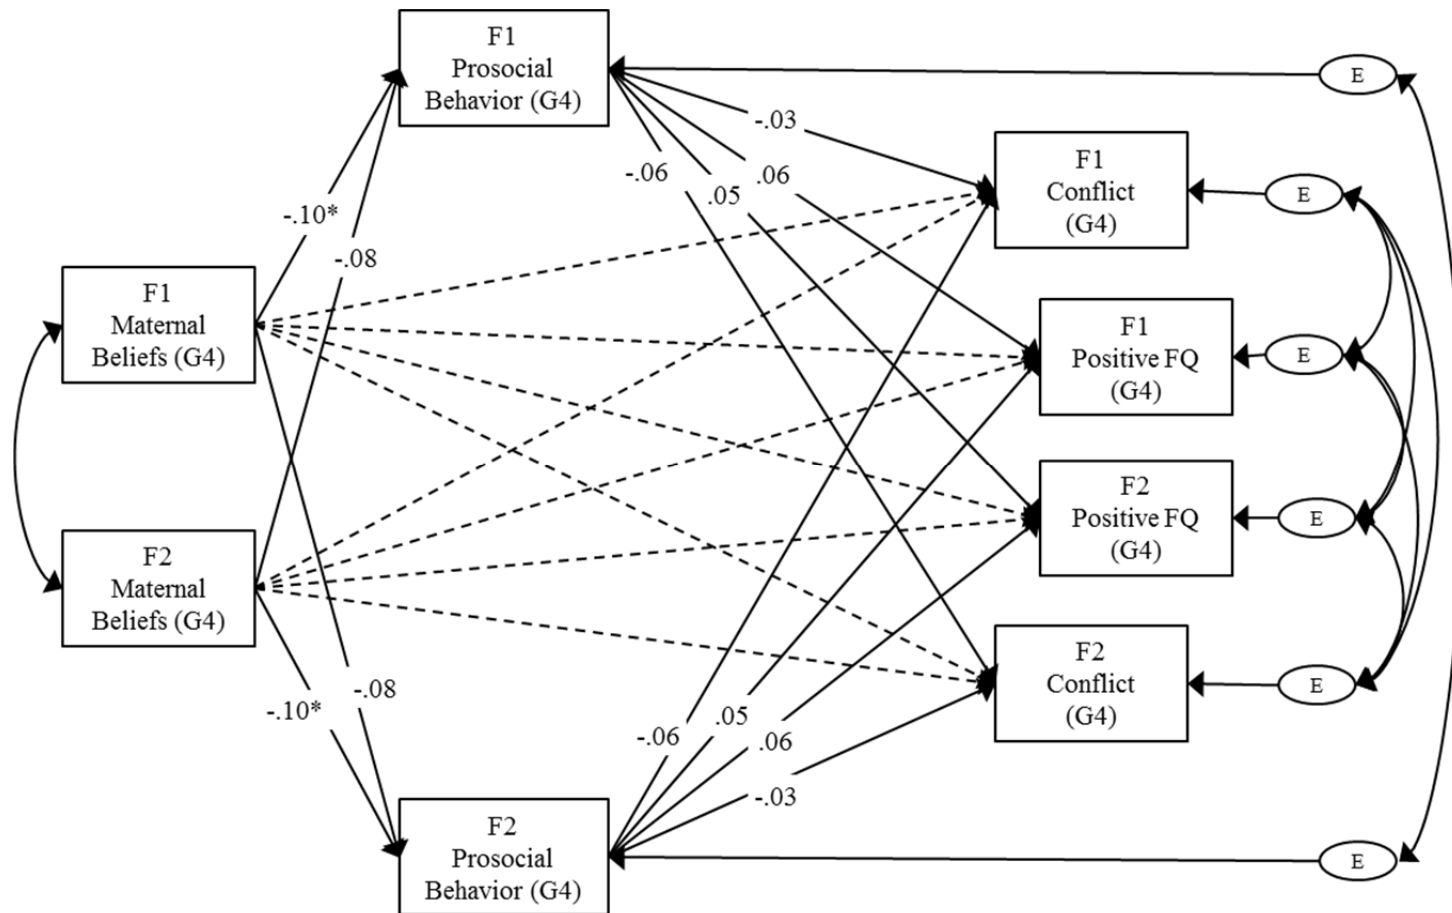 F1
Prosocial
Behavior (G4)
E
-.03
F1
Conflict
(G4)
E
-.06
.06
.05
-.10*
-.08
F1
Maternal
Beliefs (G4)
F1
Positive FQ
(G4)
E
F2
Positive FQ
(G4)
E
F2
Maternal
Beliefs (G4)
F2
Conflict
(G4)
E
-.08
-.10*
-.06
.05
.06
-.03
F2
Prosocial
Behavior (G4)
E